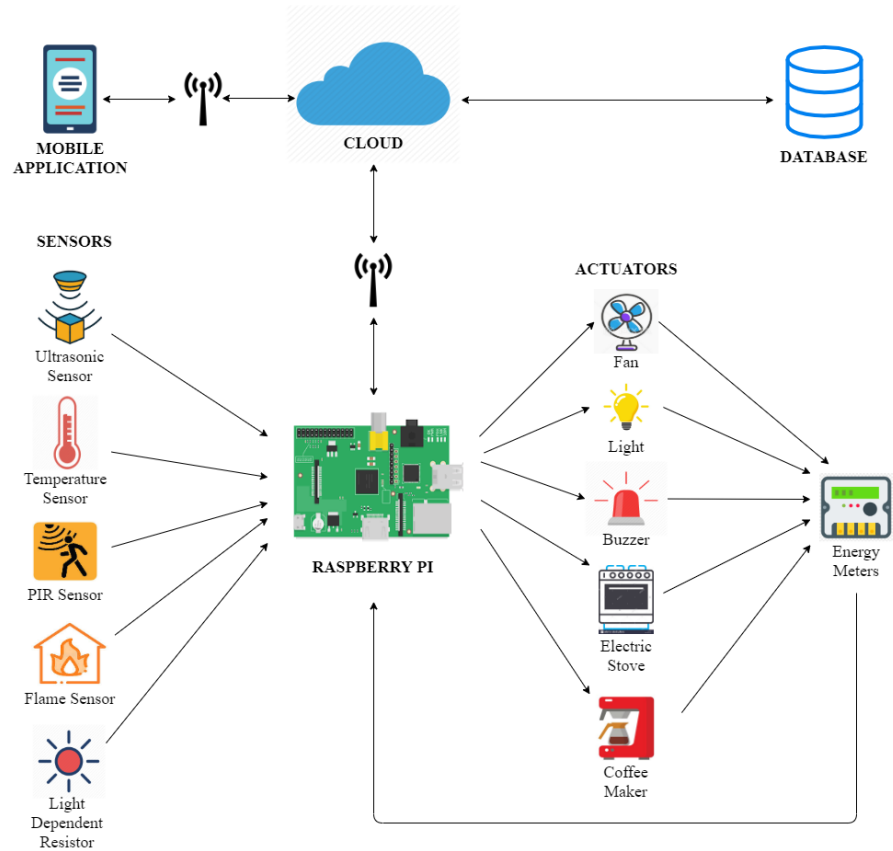 MOBILE
APPLICATION
CLOUD
DATABASE
SENSORS
Ultrasonic
Sensor
Temperature
Sensor
PIR Sensor
Flame Sensor
Light
Dependent
Resistor
RASPBERRY PI
ACTUATORS
Fan
Light
Buzzer
Electric
Stove
Coffee
Maker
Energy
Meters